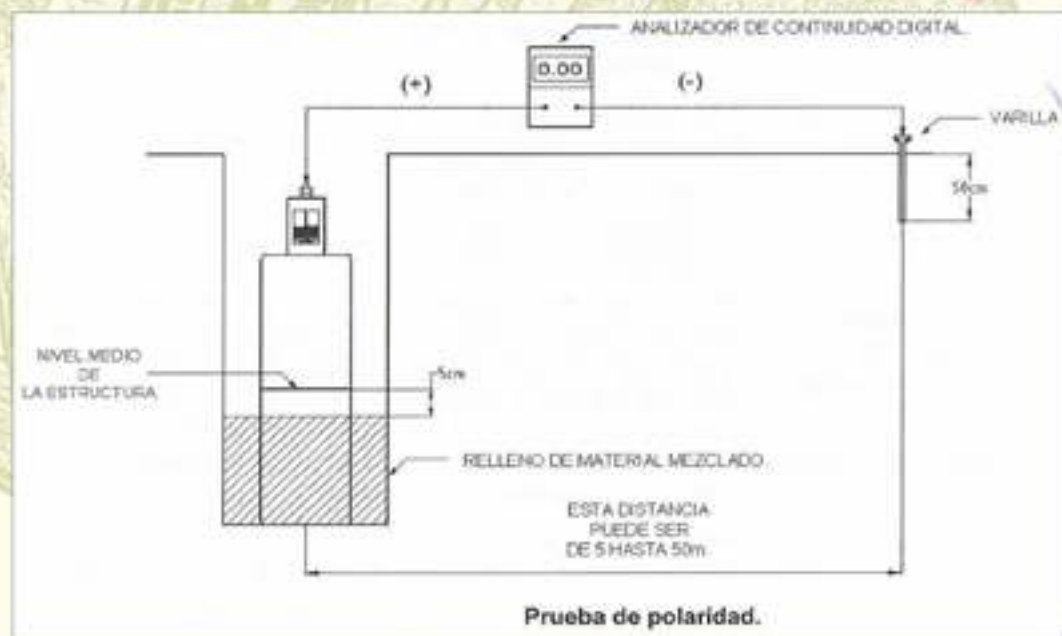 ANALIZADOR DE CONTINUIDAD DIGITAL
0.00
(+)
(-)
VARILLA
56cm
NIVEL MEDIO
DE
LA ESTRUCTURA
5cm
RELLENO DE MATERIAL MEZCLADO
ESTA DISTANCIA
PUEDE SER
DE 5 HASTA 50m
Prueba de polaridad.